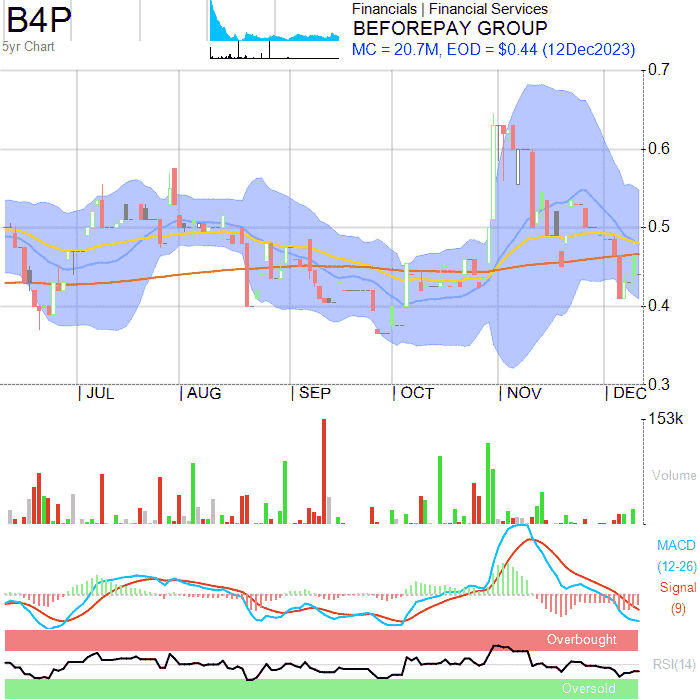 B4P
5yr Chart
Financials | Financial Services
BEFOREPAY GROUP
MC = 20.7M, EOD = $0.44 (12Dec2023)
0.7
0.6
0.5
0.4
0.3
JUL
AUG
SEP
OCT
NOV
DEC
153k
Volume
MACD
(12-26)
Signal
(9)
Overbought
RSI(14)
Oversold